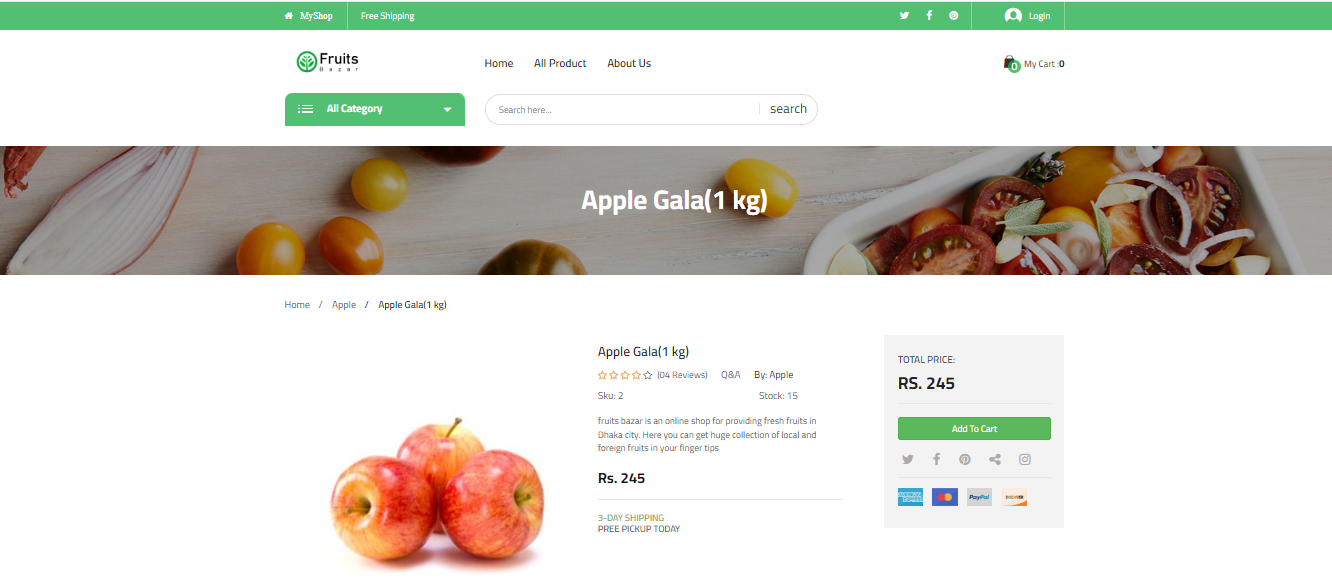 MyShop Free Shipping Login
Fruits
Bazar
Home All Product About Us
0 My Cart :0
All Category
Search here... search
Apple Gala(1 kg)
Home / Apple / Apple Gala(1 kg)
Apple Gala(1 kg)
(04 Reviews) Q&A By: Apple
Sku: 2 Stock: 15
fruits bazar is an online shop for providing fresh fruits in
Dhaka city. Here you can get huge collection of local and
foreign fruits in your finger tips
Rs. 245
3-DAY SHIPPING
PREE PICKUP TODAY
TOTAL PRICE:
RS. 245
Add To Cart
PayPal
DISCOVER